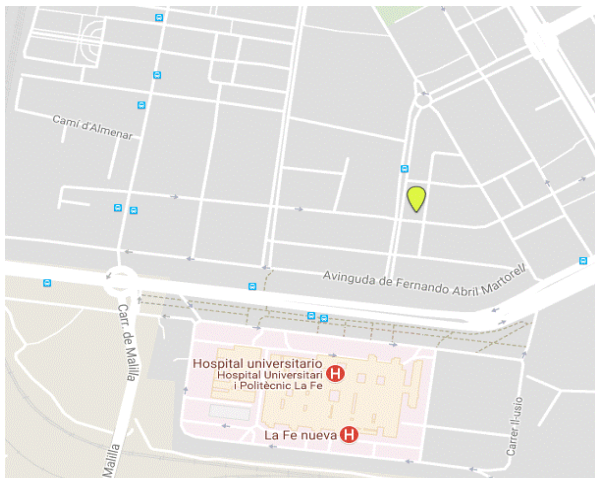 Camí d'Almenar
Avinguda de Fernando Abril Martorell
Carr. de Malilla
Hospital universitario
Hospital Universitari
i Politècnic La Fe
H
La Fe nueva
H
Carrer Il·lusio
Malilla